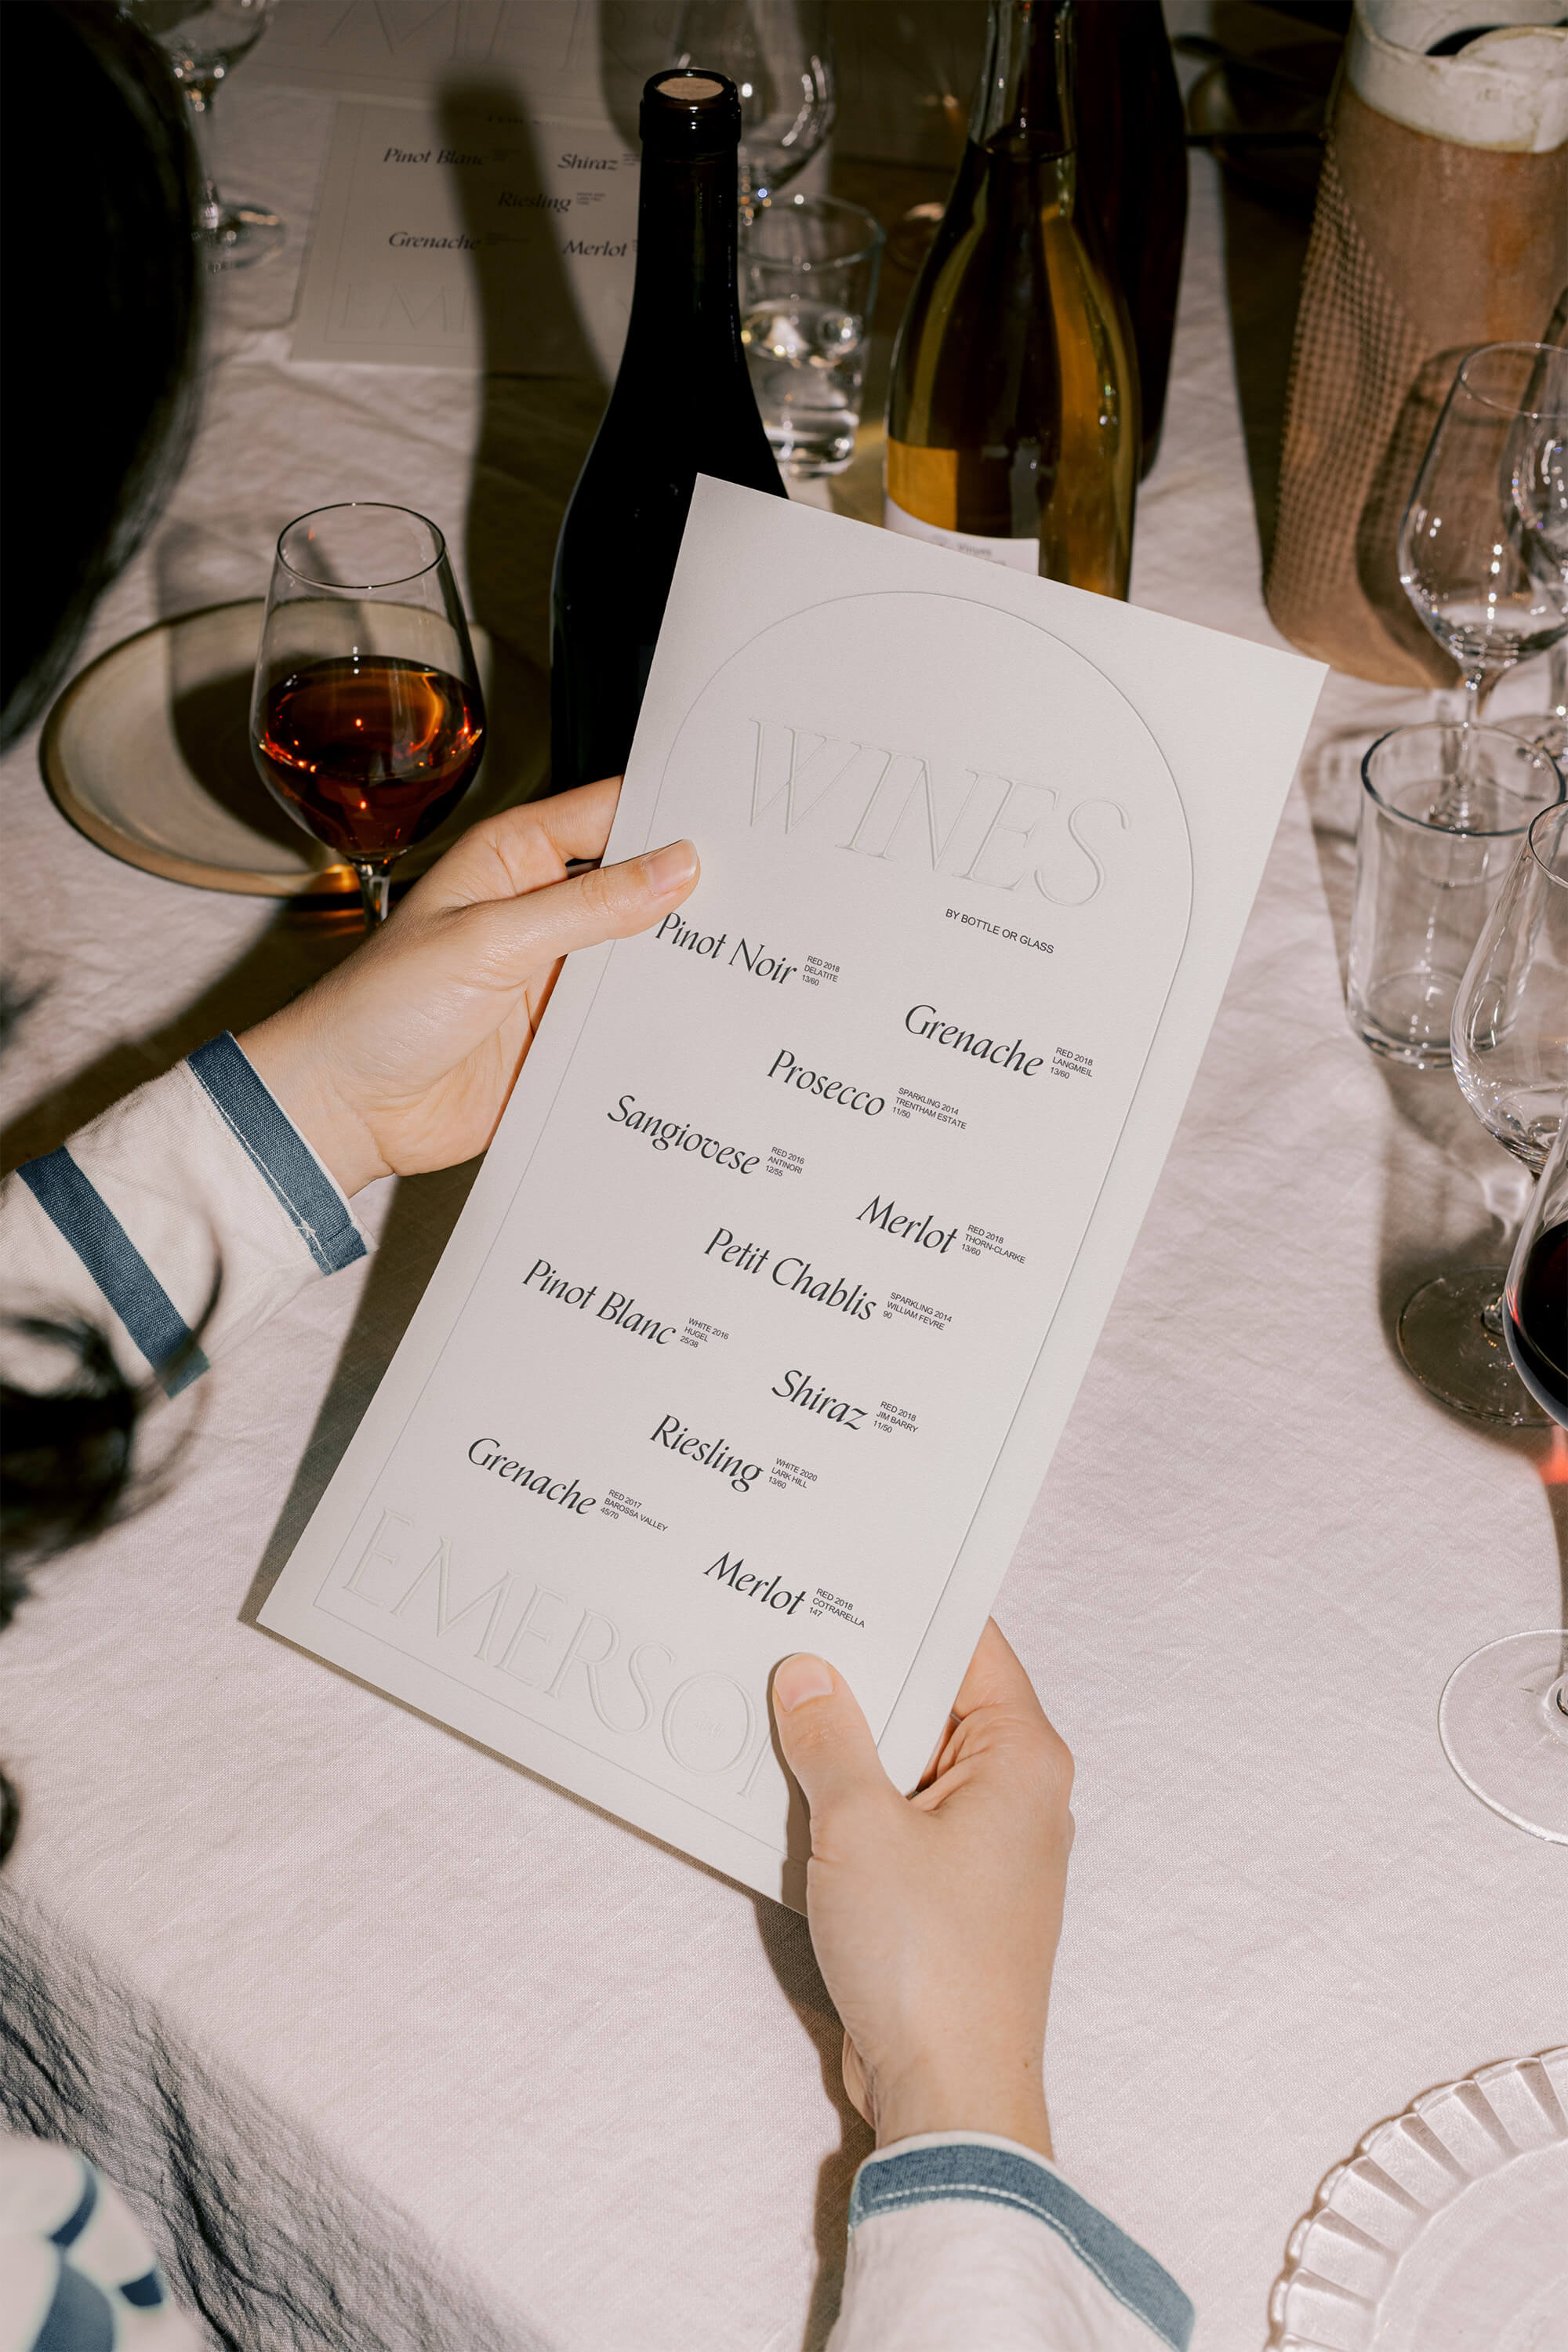 Pinot Blanc
Shiraz
Riesling
Grenache
Merlot
WINES
BY BOTTLE OR GLASS
Pinot Noir
RED 2018
DELATITE
13/60
Grenache
RED 2018
LANGMEIL
13/60
Prosecco
SPARKLING 2014
TRENTHAM ESTATE
11/50
Sangiovese
RED 2016
ANTINORI
12/55
Merlot
RED 2018
THORN-CLARKE
13/60
Petit Chablis
SPARKLING 2014
WILLIAM FEVRE
90
Pinot Blanc
WHITE 2016
HUGEL
25/38
Shiraz
RED 2018
JIM BARRY
11/50
Riesling
WHITE 2020
LARK HILL
13/60
Grenache
RED 2017
BAROSSA VALLEY
45/70
Merlot
RED 2018
COTRARELLA
147
EMERSO